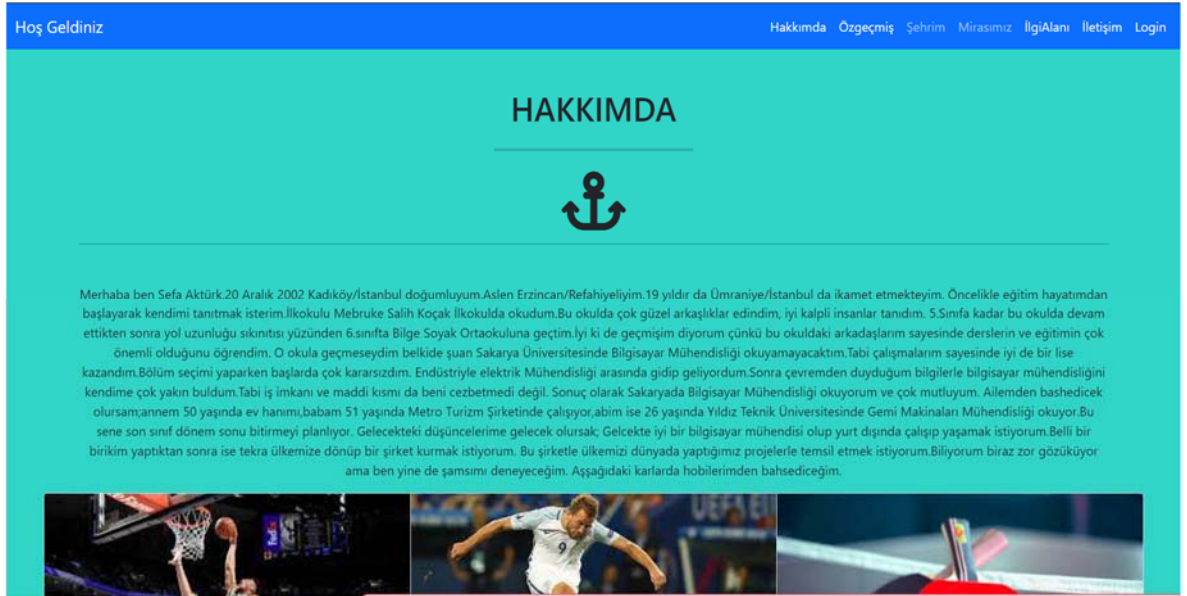 Hoş Geldiniz
Hakkımda Özgeçmiş Şehrim Mirasımız İlgiAlanı İletişim Login
HAKKIMDA
Merhaba ben Sefa Aktürk.20 Aralık 2002 Kadıköy/İstanbul doğumluyum.Aslen Erzincan/Refahiyeliyim.19 yıldır da Ümraniye/İstanbul da ikamet etmekteyim. Öncelikle eğitim hayatımdan
başlayarak kendimi tanıtmak isterim.İlkokulu Mebruke Salih Koçak İlkokulda okudum.Bu okulda çok güzel arkaşlıklar edindim, iyi kalpli insanlar tanıdım. 5.Sınıfa kadar bu okulda devam
ettikten sonra yol uzunluğu sıkıntısı yüzünden 6.sınıfta Bilge Soyak Ortaokuluna geçtim.İyi ki de geçmişim diyorum çünkü bu okuldaki arkadaşlarım sayesinde derslerin ve eğitimin çok
önemli olduğunu öğrendim. O okula geçmeseydim belkide şuan Sakarya Üniversitesinde Bilgisayar Mühendisliği okuyamayacaktım.Tabi çalışmalarım sayesinde iyi de bir lise
kazandım.Bölüm seçimi yaparken başlarda çok kararsızdım. Endüstriyle elektrik Mühendisliği arasında gidip geliyordum.Sonra çevremden duyduğum bilgilerle bilgisayar mühendisliğini
kendime çok yakın buldum.Tabi iş imkanı ve maddi kısmı da beni cezbetmedi değil. Sonuç olarak Sakaryada Bilgisayar Mühendisliği okuyorum ve çok mutluyum. Ailemden bashedicek
olursam;annem 50 yaşında ev hanımı,babam 51 yaşında Metro Turizm Şirketinde çalışıyor,abim ise 26 yaşında Yıldız Teknik Üniversitesinde Gemi Makinaları Mühendisliği okuyor.Bu
sene son sınıf dönem sonu bitirmeyi planlıyor. Gelecekteki düşüncelerime gelecek olursak; Gelcekte iyi bir bilgisayar mühendisi olup yurt dışında çalışıp yaşamak istiyorum.Belli bir
birikim yaptıktan sonra ise tekra ülkemize dönüp bir şirket kurmak istiyorum. Bu şirketle ülkemizi dünyada yaptığımız projelerle temsil etmek istiyorum.Biliyorum biraz zor gözüküyor
ama ben yine de şamsımı deneyeceğim. Aşşağıdaki karlarda hobilerimden bahsediceğim.
FedEx
UEFA
9